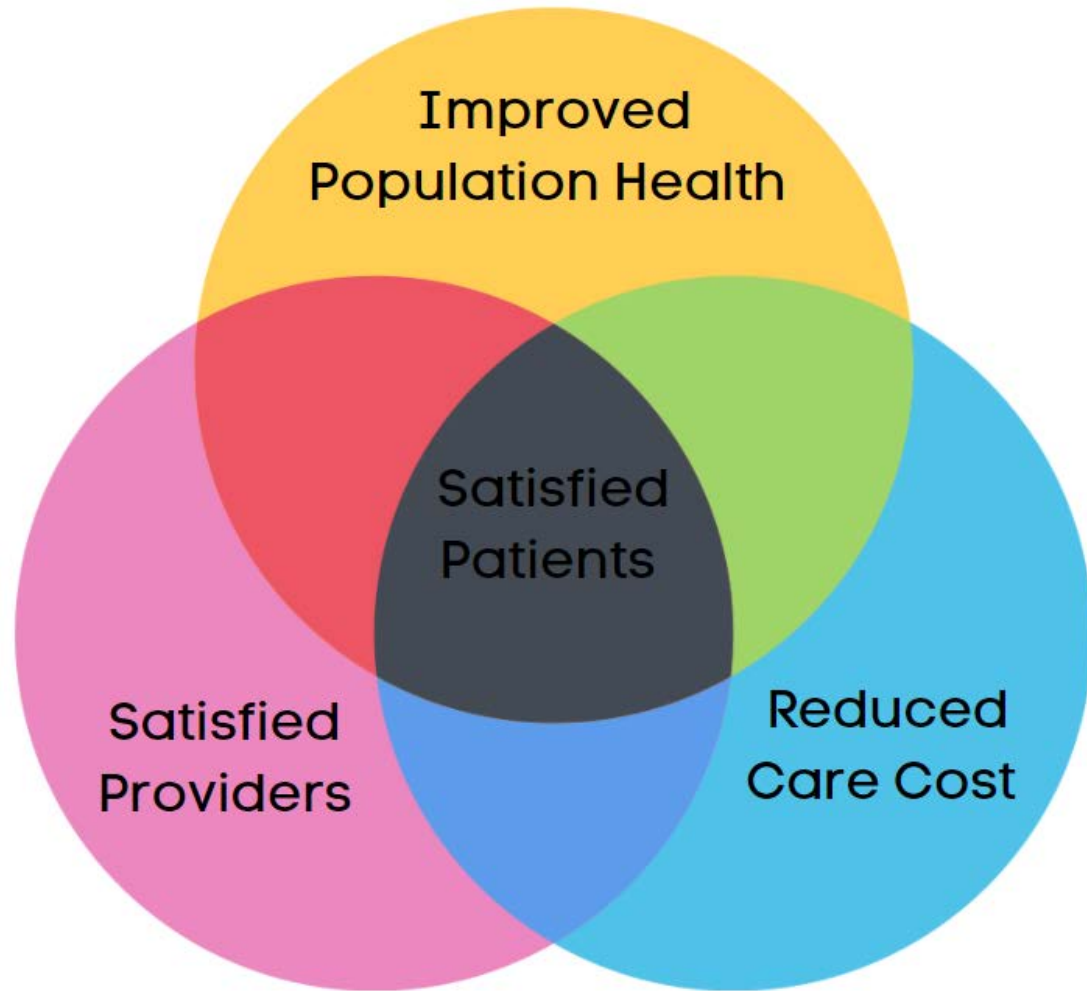 Improved
Population Health
Satisfied
Patients
Satisfied
Providers
Reduced
Care Cost